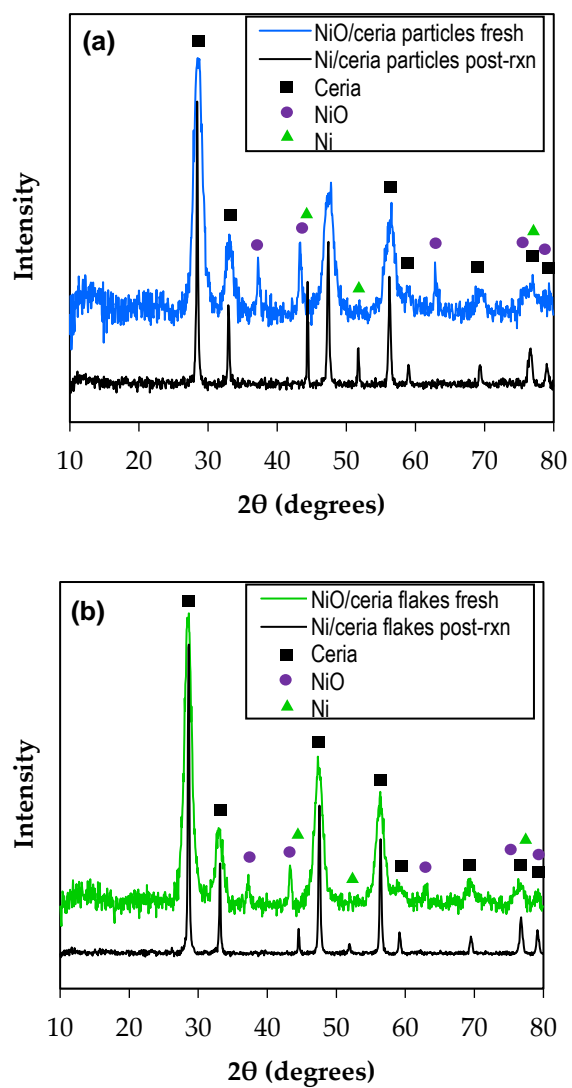 (a)
NiO/ceria particles fresh
Ni/ceria particles post-rxn
Ceria
NiO
Ni
Intensity
10 20 30 40 50 60 70 80
2θ (degrees)
(b)
NiO/ceria flakes fresh
Ni/ceria flakes post-rxn
Ceria
NiO
Ni
Intensity
10 20 30 40 50 60 70 80
2θ (degrees)